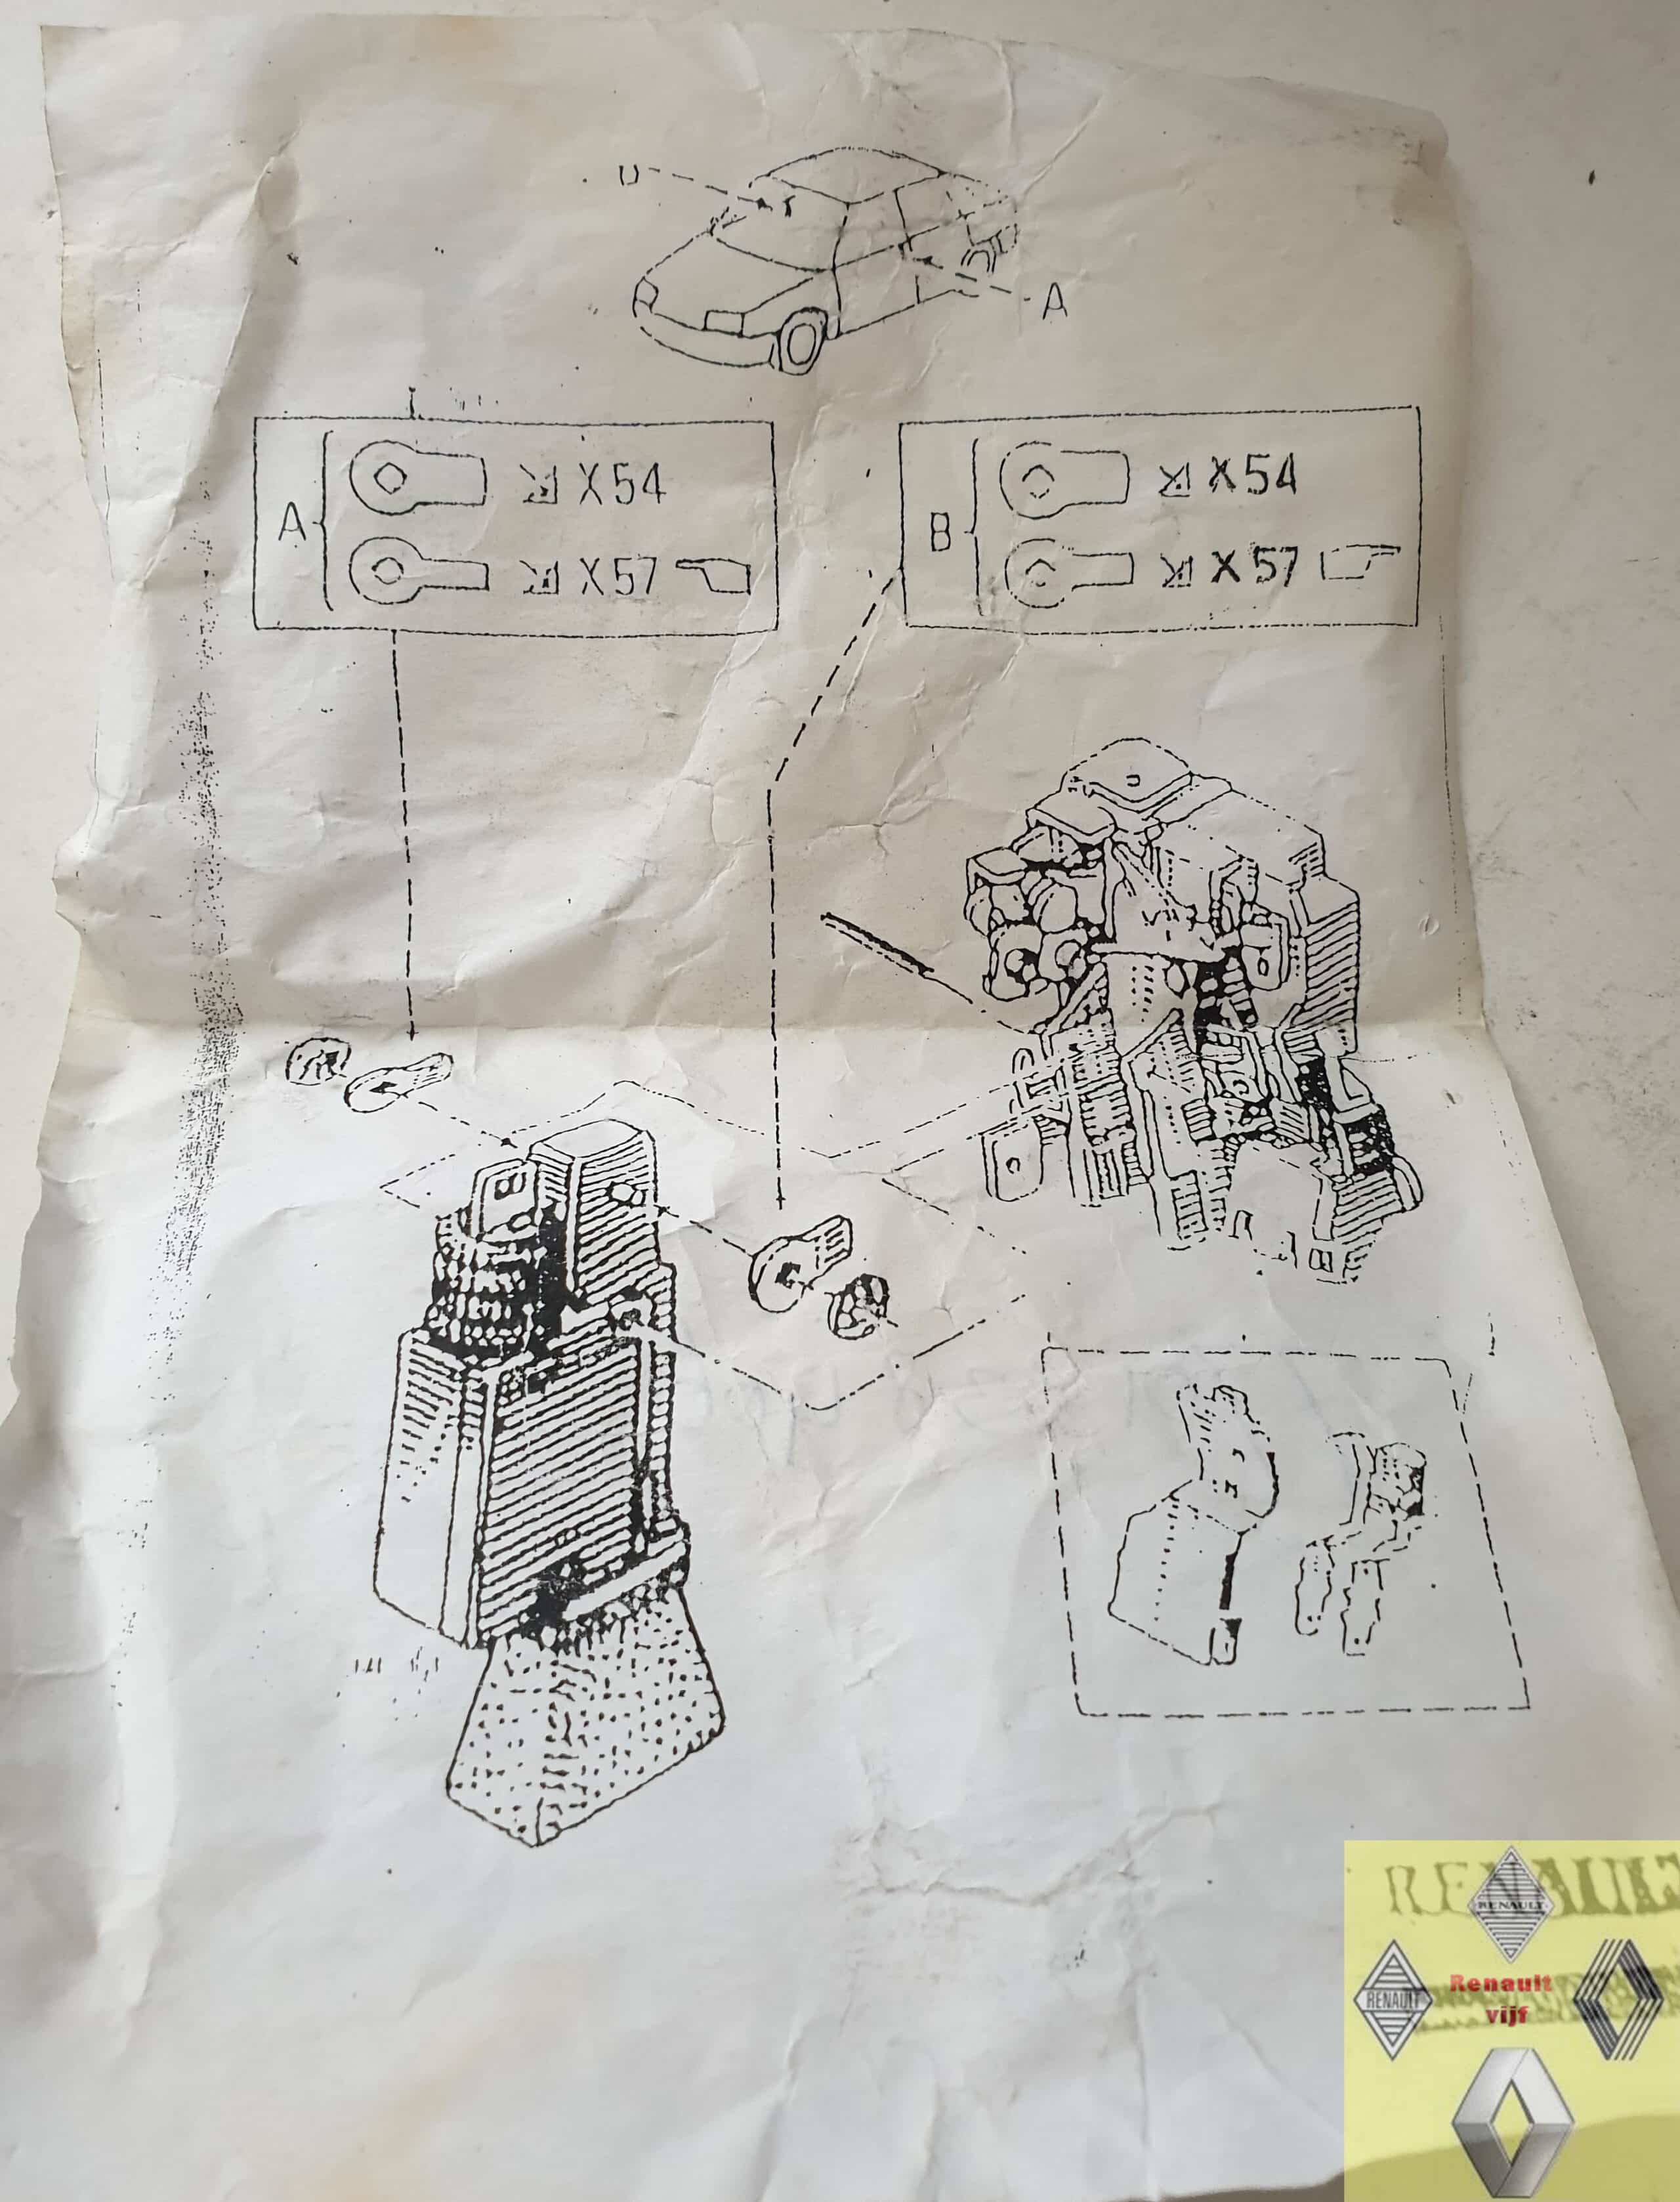 A
A X54
X57
B X54
X57
RENAULT
RENAULT
RENAULT
Renault
vijf